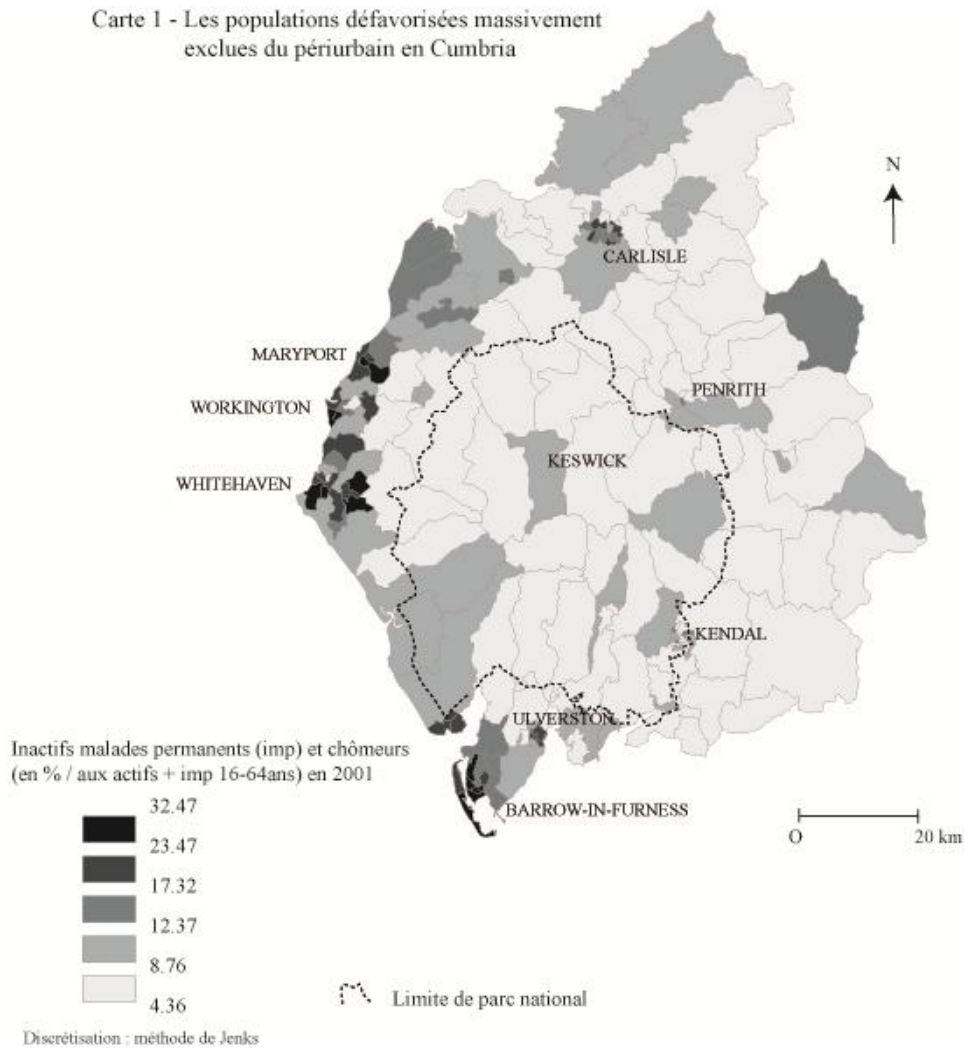 Carte 1 - Les populations défavorisées massivement
exclues du périurbain en Cumbria
N
CARLISLE
MARYPORT
PENRITH
WORKINGTON
KESWICK
WHITEHAVEN
KENDAL
ULVERSTON
Inactifs malades permanents (imp) et chômeurs
(en % / aux actifs + imp 16-64ans) en 2001
BARROW-IN-FURNESS
32.47
23.47
17.32
12.37
8.76
4.36
O 20 km
Limite de parc national
Discrétisation : méthode de Jenks